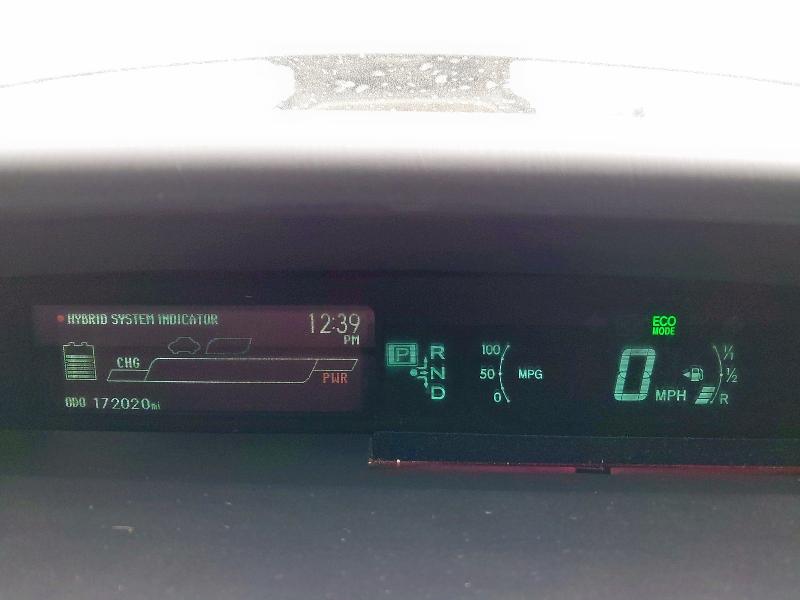 HYBRID SYSTEM INDICATOR
12:39
PM
CHG
PWR
ODO 172020mi
P
R
N
D
100
50
0
MPG
ECO
MODE
0
MPH
1/1
1/2
R